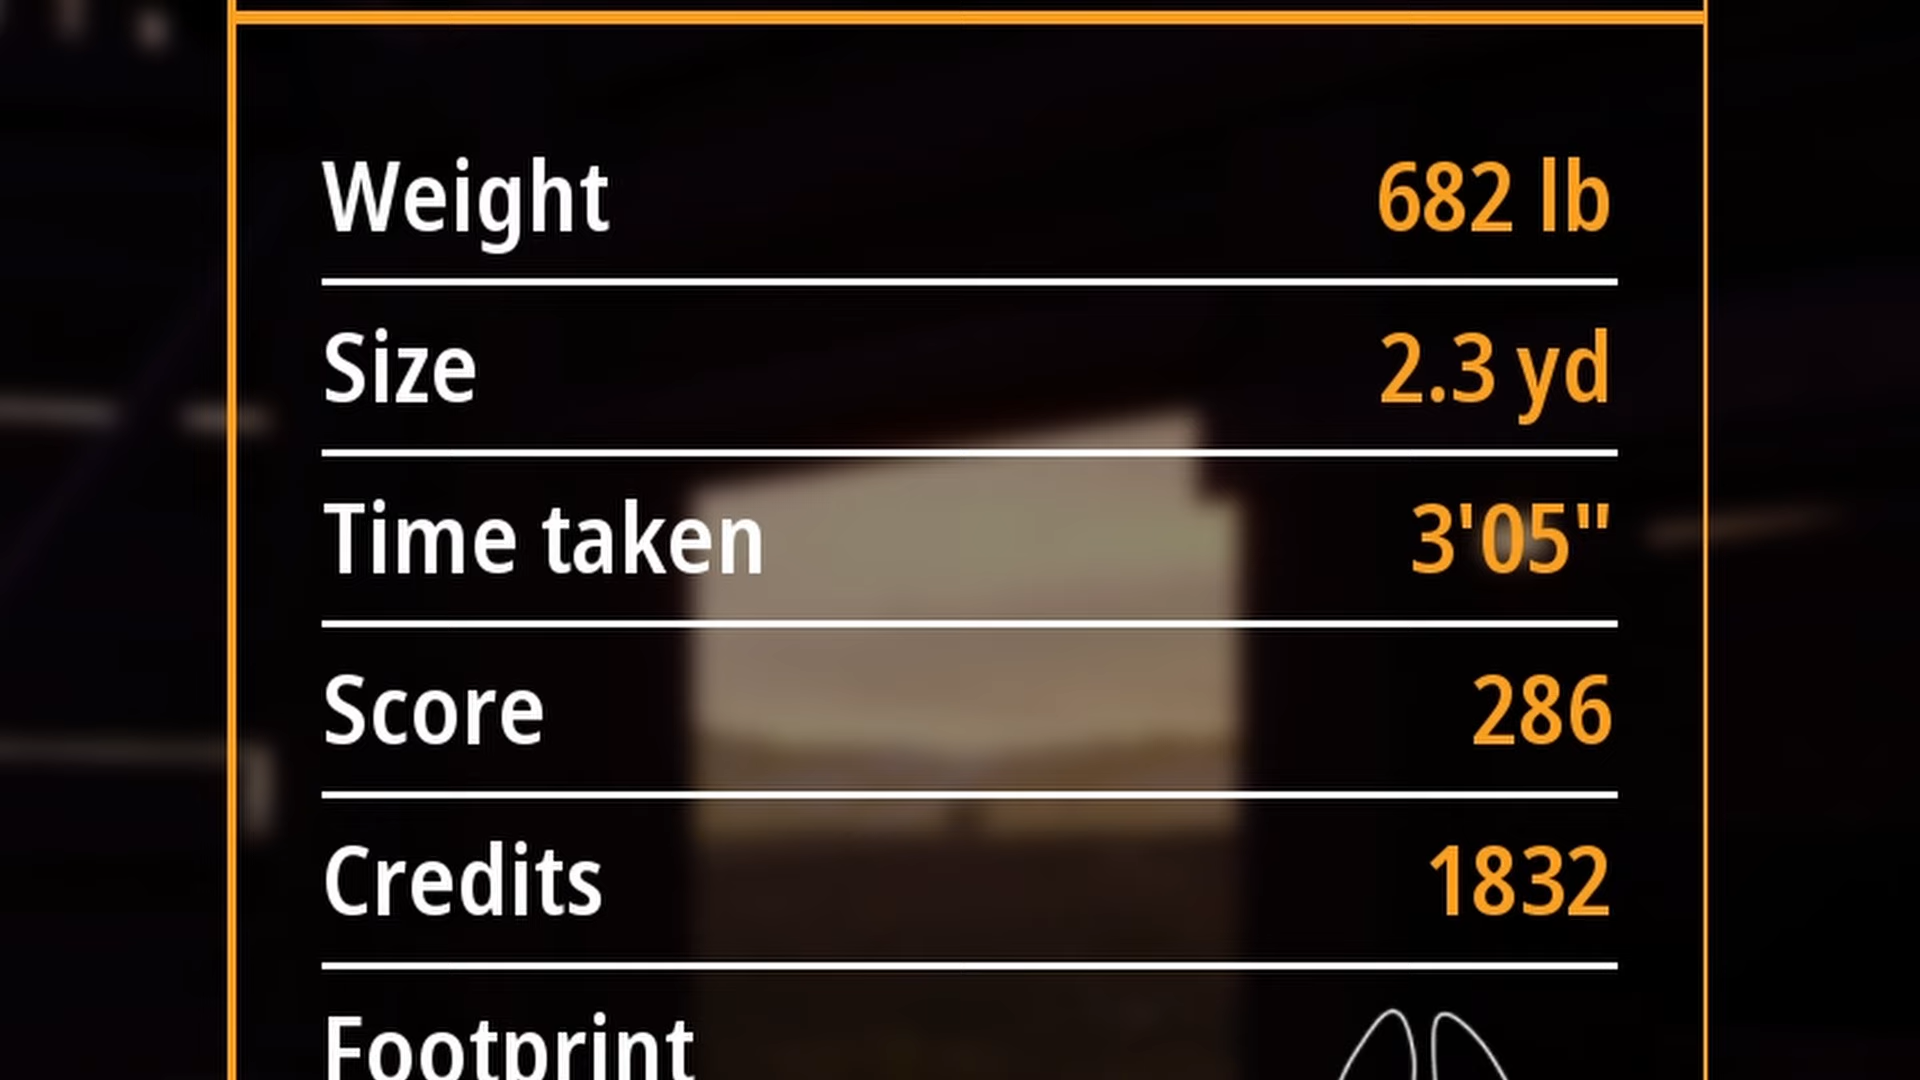 Weight 682 lb
Size 2.3 yd
Time taken 3'05"
Score 286
Credits 1832
Footprint